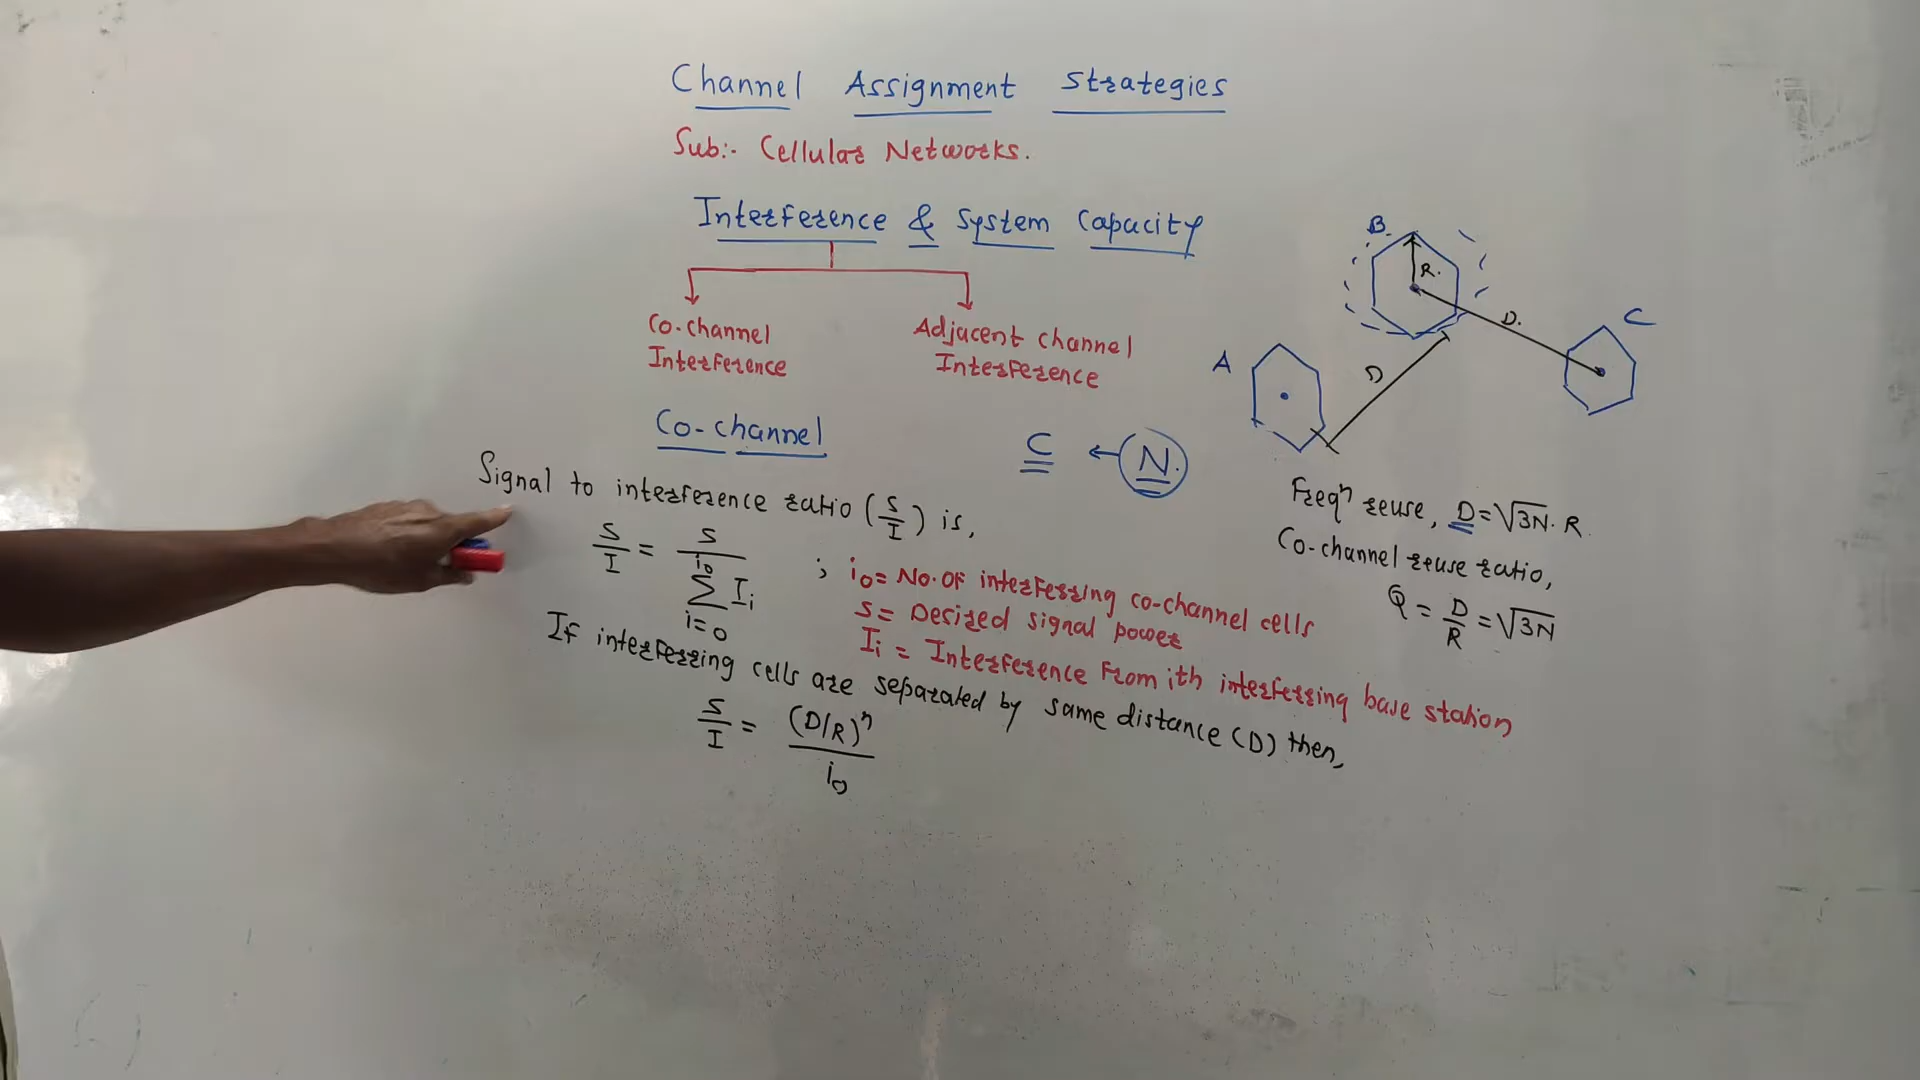 Channel Assignment Strategies
Sub:- Cellular Networks.
Interference & System Capacity
Co-channel Interference
Adjacent channel Interference
Co-channel
C ← N.
Signal to interference ratio (S/I) is,
S/I = S / ∑_{i=0}^{i₀} Iᵢ ; i₀ = No. of interferring co-channel cells
S = Desired signal power
Iᵢ = Interference from ith interferring base station
If interferring cells are separated by same distance (D) then,
S/I = (D/R)ⁿ / i₀
B.
R.
D.
C
A
D
Freqⁿ reuse, D = √3N · R.
Co-channel reuse ratio,
Q = D/R = √3N